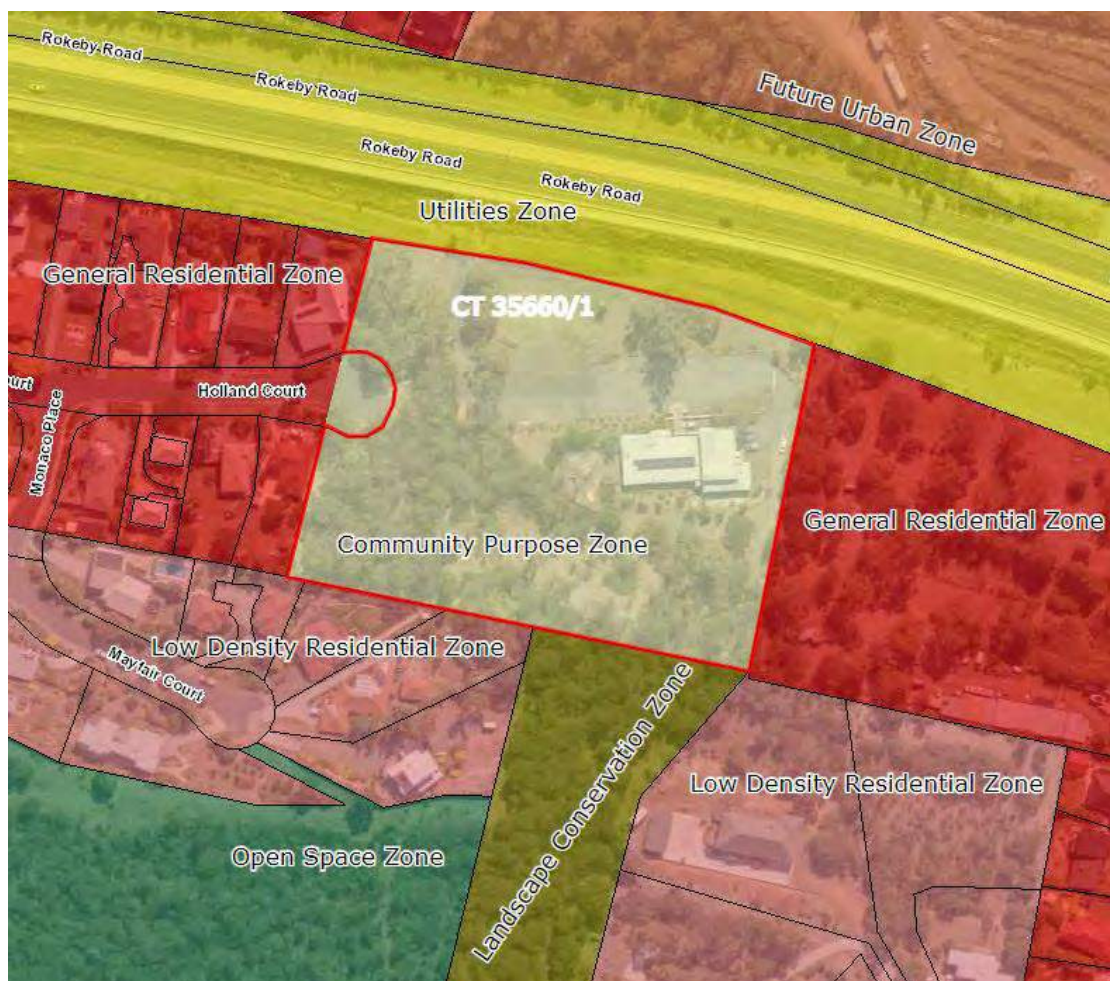 Rokeby Road
Rokeby Road
Future Urban Zone
Rokeby Road
Rokeby Road
Utilities Zone
General Residential Zone
CT 35660/1
Holland Court
Monaco Place
General Residential Zone
Community Purpose Zone
Low Density Residential Zone
Mayfair Court
Landscape Conservation Zone
Low Density Residential Zone
Open Space Zone